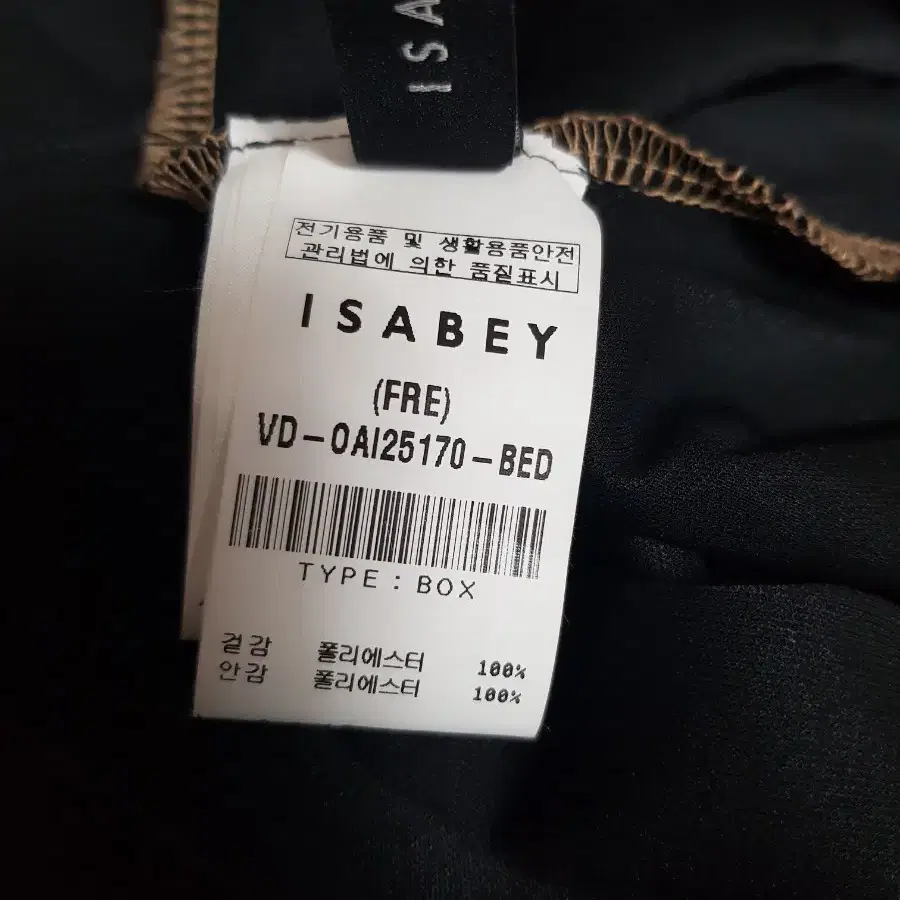 ISA
전기용품 및 생활용품안전
관리법에 의한 품질표시
ISABEY
(FRE)
VD-OAI25170-BED
TYPE : BOX
겉감 폴리에스터 100%
안감 폴리에스터 100%